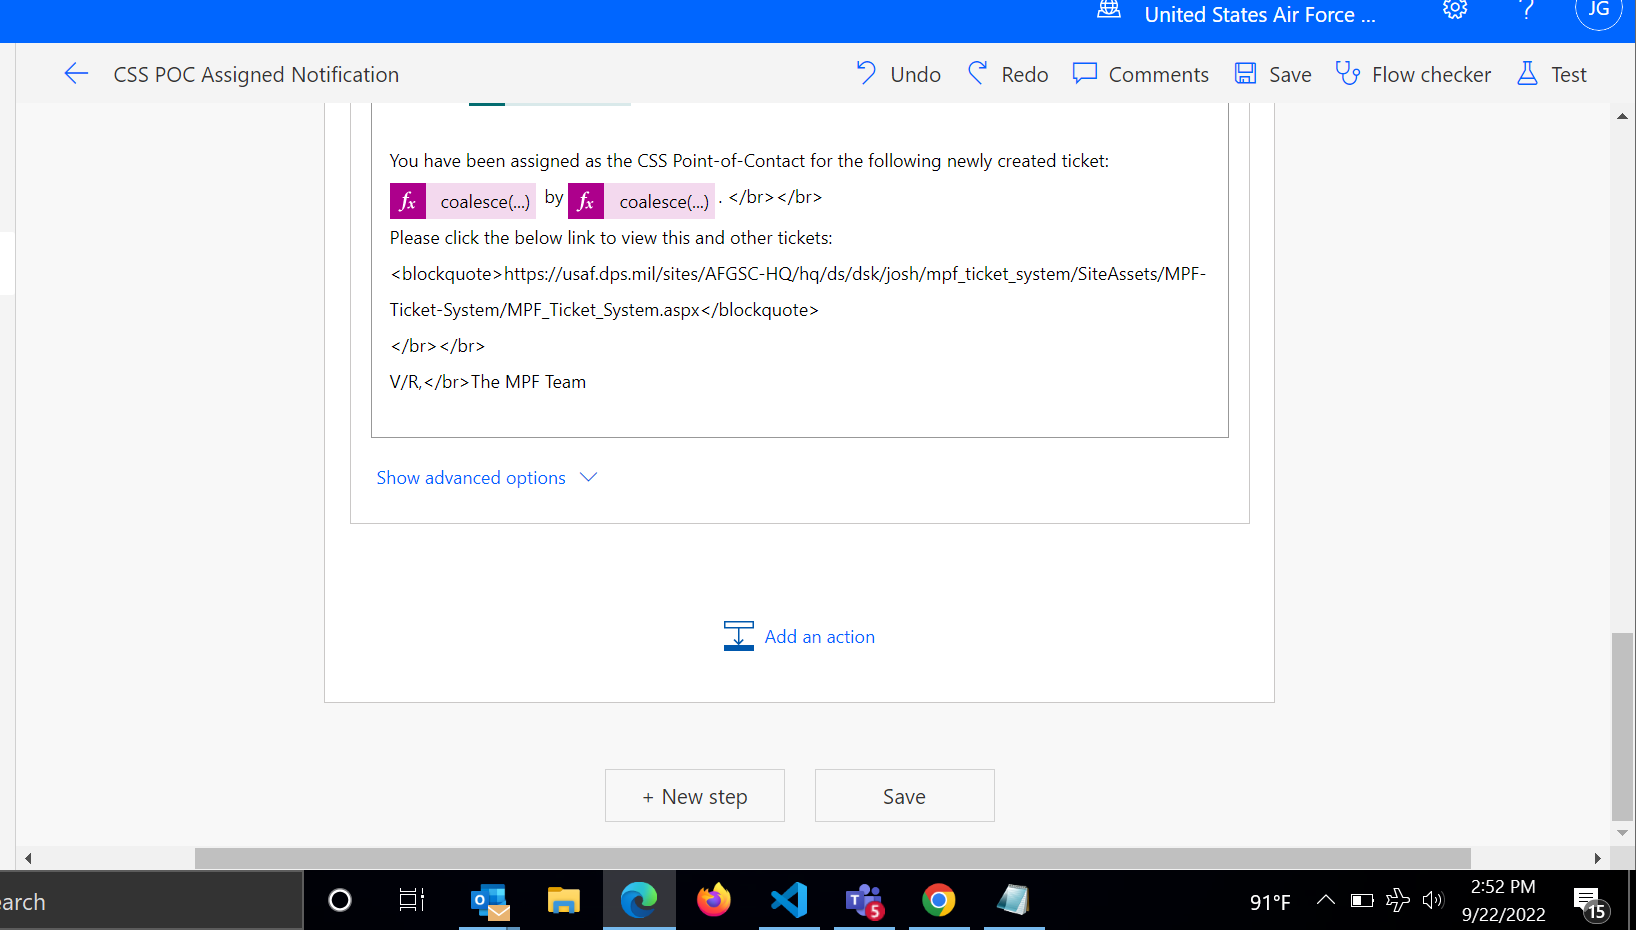 United States Air Force ...
?
JG
CSS POC Assigned Notification
Undo
Redo
Comments
Save
Flow checker
Test
You have been assigned as the CSS Point-of-Contact for the following newly created ticket:
fx coalesce(...) by fx coalesce(...) . </br></br>
Please click the below link to view this and other tickets:
<blockquote>https://usaf.dps.mil/sites/AFGSC-HQ/hq/ds/dsk/josh/mpf_ticket_system/SiteAssets/MPF-
Ticket-System/MPF_Ticket_System.aspx</blockquote>
</br></br>
V/R,</br>The MPF Team
Show advanced options
Add an action
+ New step
Save
earch
5
91°F
2:52 PM
9/22/2022
15